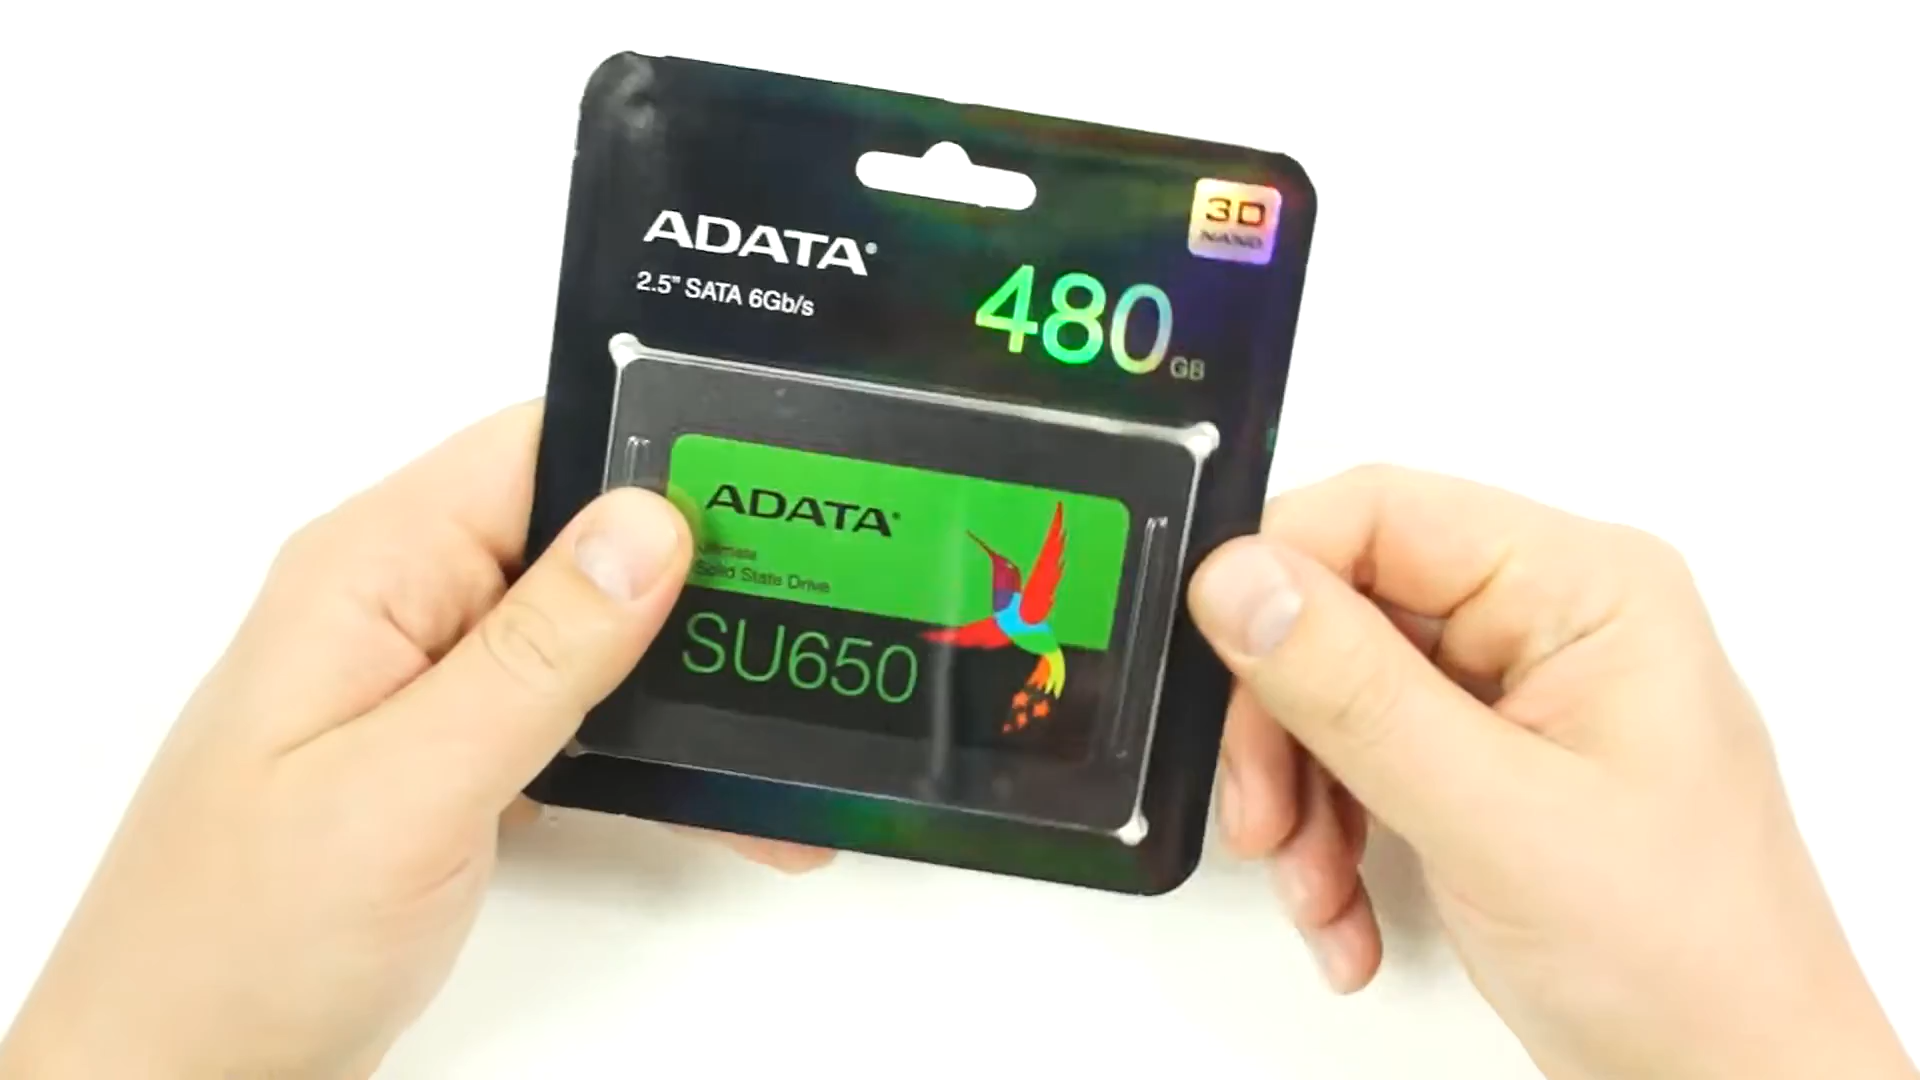 3D
NAND
ADATA®
2.5" SATA 6Gb/s
480
GB
ADATA®
Ultimate
Solid State Drive
SU650